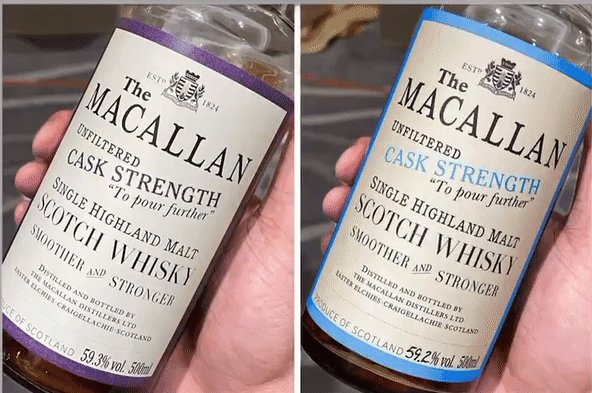 ESTD 1824
The
MACALLAN
UNFILTERED
CASK STRENGTH
"To pour further"
SINGLE HIGHLAND MALT
SCOTCH WHISKY
SMOOTHER AND STRONGER
DISTILLED AND BOTTLED BY
THE MACALLAN DISTILLERS LTD
EASTER ELCHIES·CRAIGELLACHIE·SCOTLAND
OF SCOTLAND 59.3% vol. 500ml
ESTD 1824
The
MACALLAN
UNFILTERED
CASK STRENGTH
"To pour further"
SINGLE HIGHLAND MALT
SCOTCH WHISKY
SMOOTHER AND STRONGER
DISTILLED AND BOTTLED BY
THE MACALLAN DISTILLERS LTD
EASTER ELCHIES·CRAIGELLACHIE·SCOTLAND
PRODUCE OF SCOTLAND 59.2% vol. 500ml